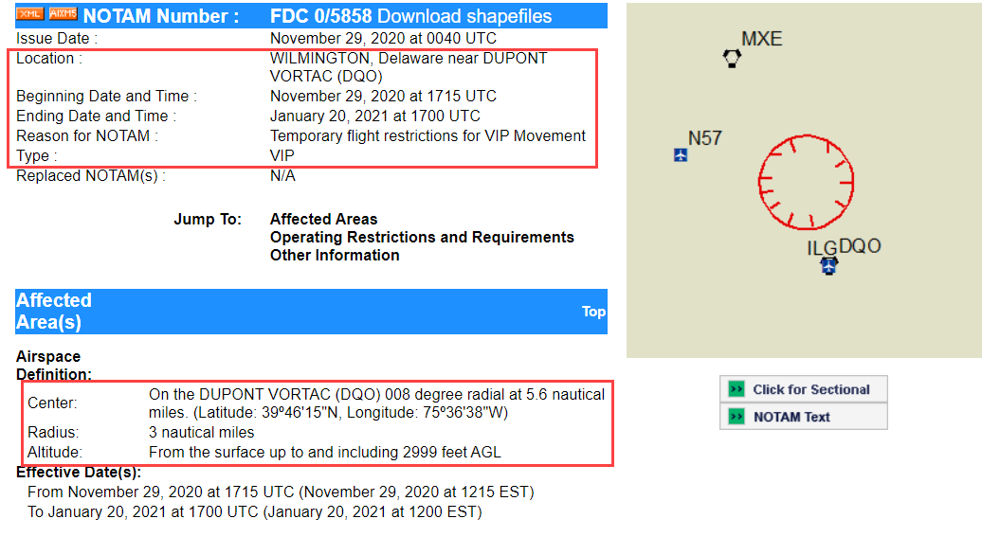 XML AIXM5 NOTAM Number : FDC 0/5858 Download shapefiles
Issue Date : November 29, 2020 at 0040 UTC
Location : WILMINGTON, Delaware near DUPONT
VORTAC (DQO)
Beginning Date and Time : November 29, 2020 at 1715 UTC
Ending Date and Time : January 20, 2021 at 1700 UTC
Reason for NOTAM : Temporary flight restrictions for VIP Movement
Type : VIP
Replaced NOTAM(s) : N/A
Jump To: Affected Areas
Operating Restrictions and Requirements
Other Information
Affected
Area(s) Top
Airspace
Definition:
Center: On the DUPONT VORTAC (DQO) 008 degree radial at 5.6 nautical
miles. (Latitude: 39º46'15"N, Longitude: 75º36'38"W)
Radius: 3 nautical miles
Altitude: From the surface up to and including 2999 feet AGL
Effective Date(s):
From November 29, 2020 at 1715 UTC (November 29, 2020 at 1215 EST)
To January 20, 2021 at 1700 UTC (January 20, 2021 at 1200 EST)
MXE
N57
ILG DQO
>> Click for Sectional
>> NOTAM Text